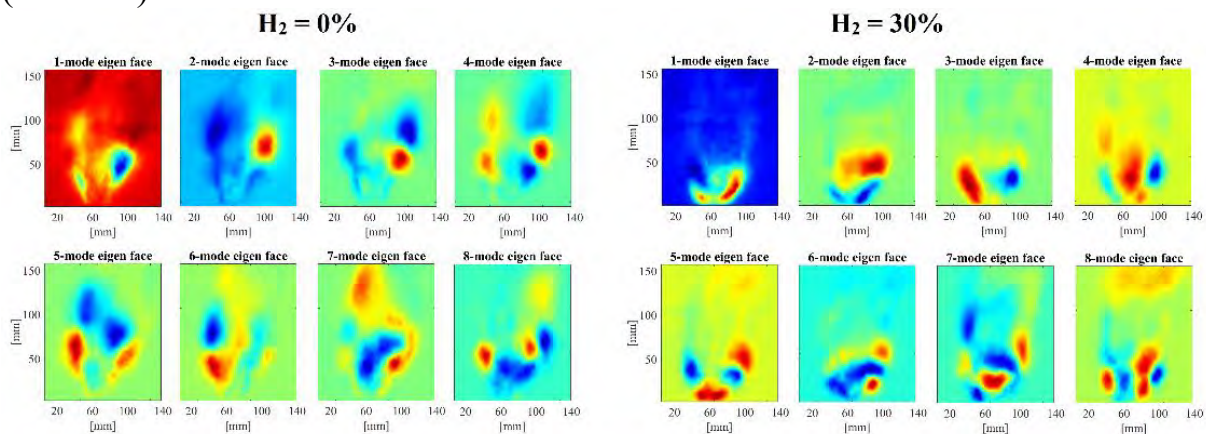 H₂ = 0%
H₂ = 30%
1-mode eigen face 2-mode eigen face 3-mode eigen face 4-mode eigen face
1-mode eigen face 2-mode eigen face 3-mode eigen face 4-mode eigen face
150
100
50
[mm]
150
100
50
[mm]
20 60 100 140 20 60 100 140 20 60 100 140 20 60 100 140
20 60 100 140 20 60 100 140 20 60 100 140 20 60 100 140
[mm] [mm] [mm] [mm]
[mm] [mm] [mm] [mm]
5-mode eigen face 6-mode eigen face 7-mode eigen face 8-mode eigen face
5-mode eigen face 6-mode eigen face 7-mode eigen face 8-mode eigen face
150
100
50
[mm]
150
100
50
[mm]
20 60 100 140 20 60 100 140 20 60 100 140 20 60 100 140
20 60 100 140 20 60 100 140 20 60 100 140 20 60 100 140
[mm] [mm] [mm] [mm]
[mm] [mm] [mm] [mm]